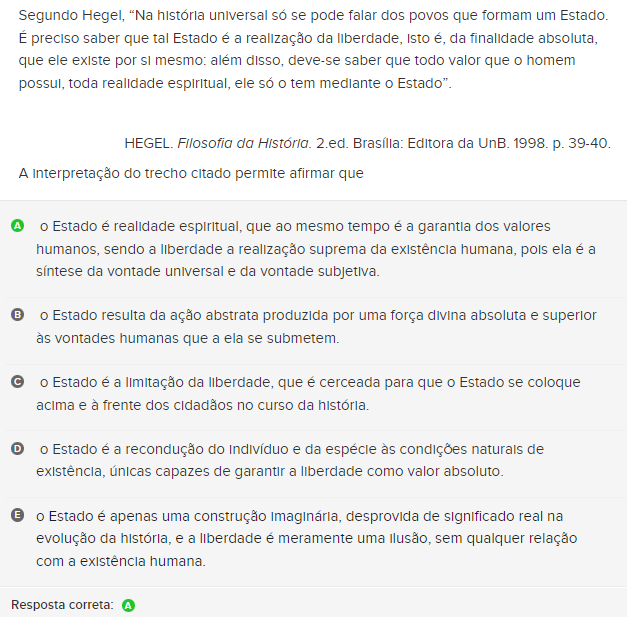 Segundo Hegel, “Na história universal só se pode falar dos povos que formam um Estado.
É preciso saber que tal Estado é a realização da liberdade, isto é, da finalidade absoluta,
que ele existe por si mesmo: além disso, deve-se saber que todo valor que o homem
possui, toda realidade espiritual, ele só o tem mediante o Estado”.
HEGEL. Filosofia da História. 2.ed. Brasília: Editora da UnB. 1998. p. 39-40.
A interpretação do trecho citado permite afirmar que
A o Estado é realidade espiritual, que ao mesmo tempo é a garantia dos valores
humanos, sendo a liberdade a realização suprema da existência humana, pois ela é a
síntese da vontade universal e da vontade subjetiva.
B o Estado resulta da ação abstrata produzida por uma força divina absoluta e superior
às vontades humanas que a ela se submetem.
C o Estado é a limitação da liberdade, que é cerceada para que o Estado se coloque
acima e à frente dos cidadãos no curso da história.
D o Estado é a recondução do indivíduo e da espécie às condições naturais de
existência, únicas capazes de garantir a liberdade como valor absoluto.
E o Estado é apenas uma construção imaginária, desprovida de significado real na
evolução da história, e a liberdade é meramente uma ilusão, sem qualquer relação
com a existência humana.
Resposta correta: A